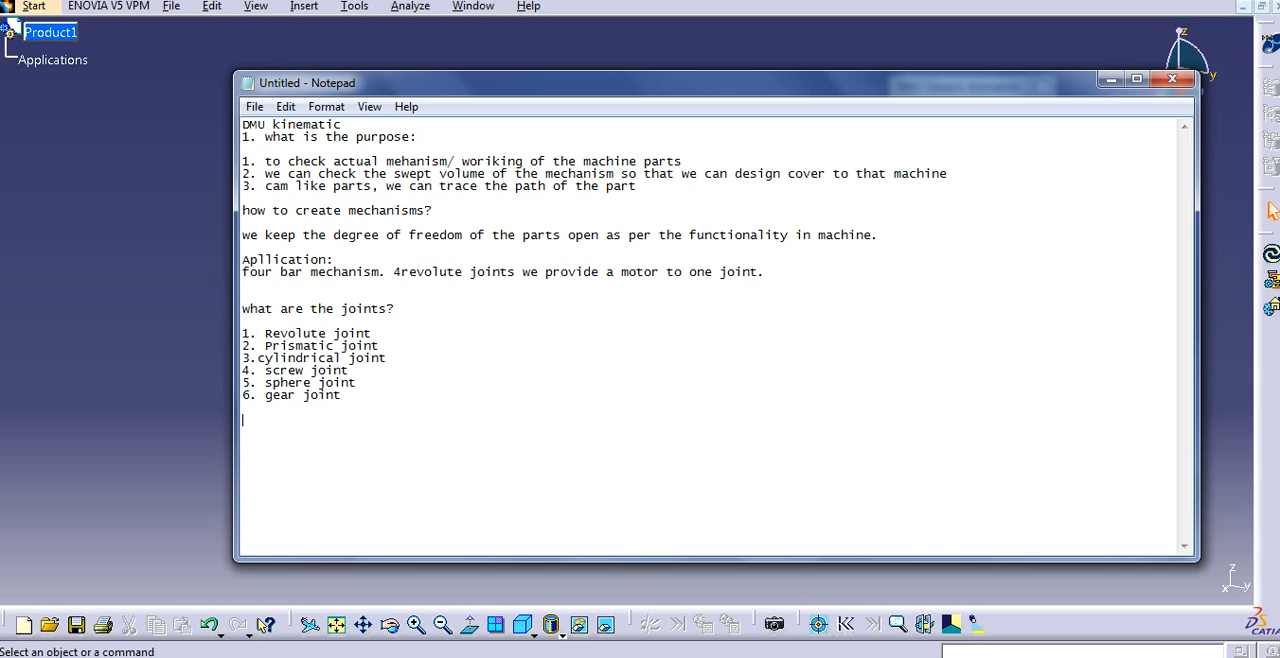 Start ENOVIA V5 VPM File Edit View Insert Tools Analyze Window Help
Product1
Applications
z
y
Untitled - Notepad
File Edit Format View Help
DMU kinematic
1. what is the purpose:
1. to check actual mehanism/ woriking of the machine parts
2. we can check the swept volume of the mechanism so that we can design cover to that machine
3. cam like parts, we can trace the path of the part
how to create mechanisms?
we keep the degree of freedom of the parts open as per the functionality in machine.
Apllication:
four bar mechanism. 4revolute joints we provide a motor to one joint.
what are the joints?
1. Revolute joint
2. Prismatic joint
3.cylindrical joint
4. screw joint
5. sphere joint
6. gear joint
z
x y
CATIA
Select an object or a command